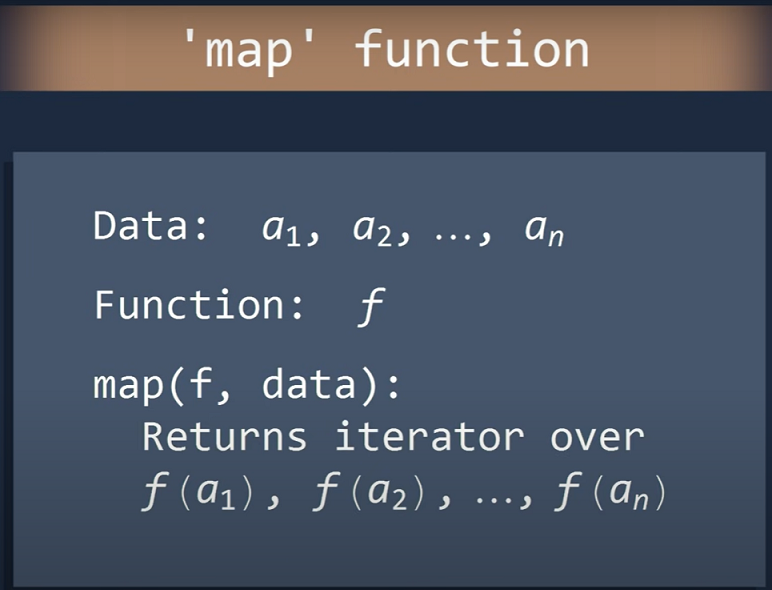 'map' function
Data: a₁, a₂, …, aₙ
Function: f
map(f, data):
Returns iterator over
f(a₁), f(a₂), …, f(aₙ)